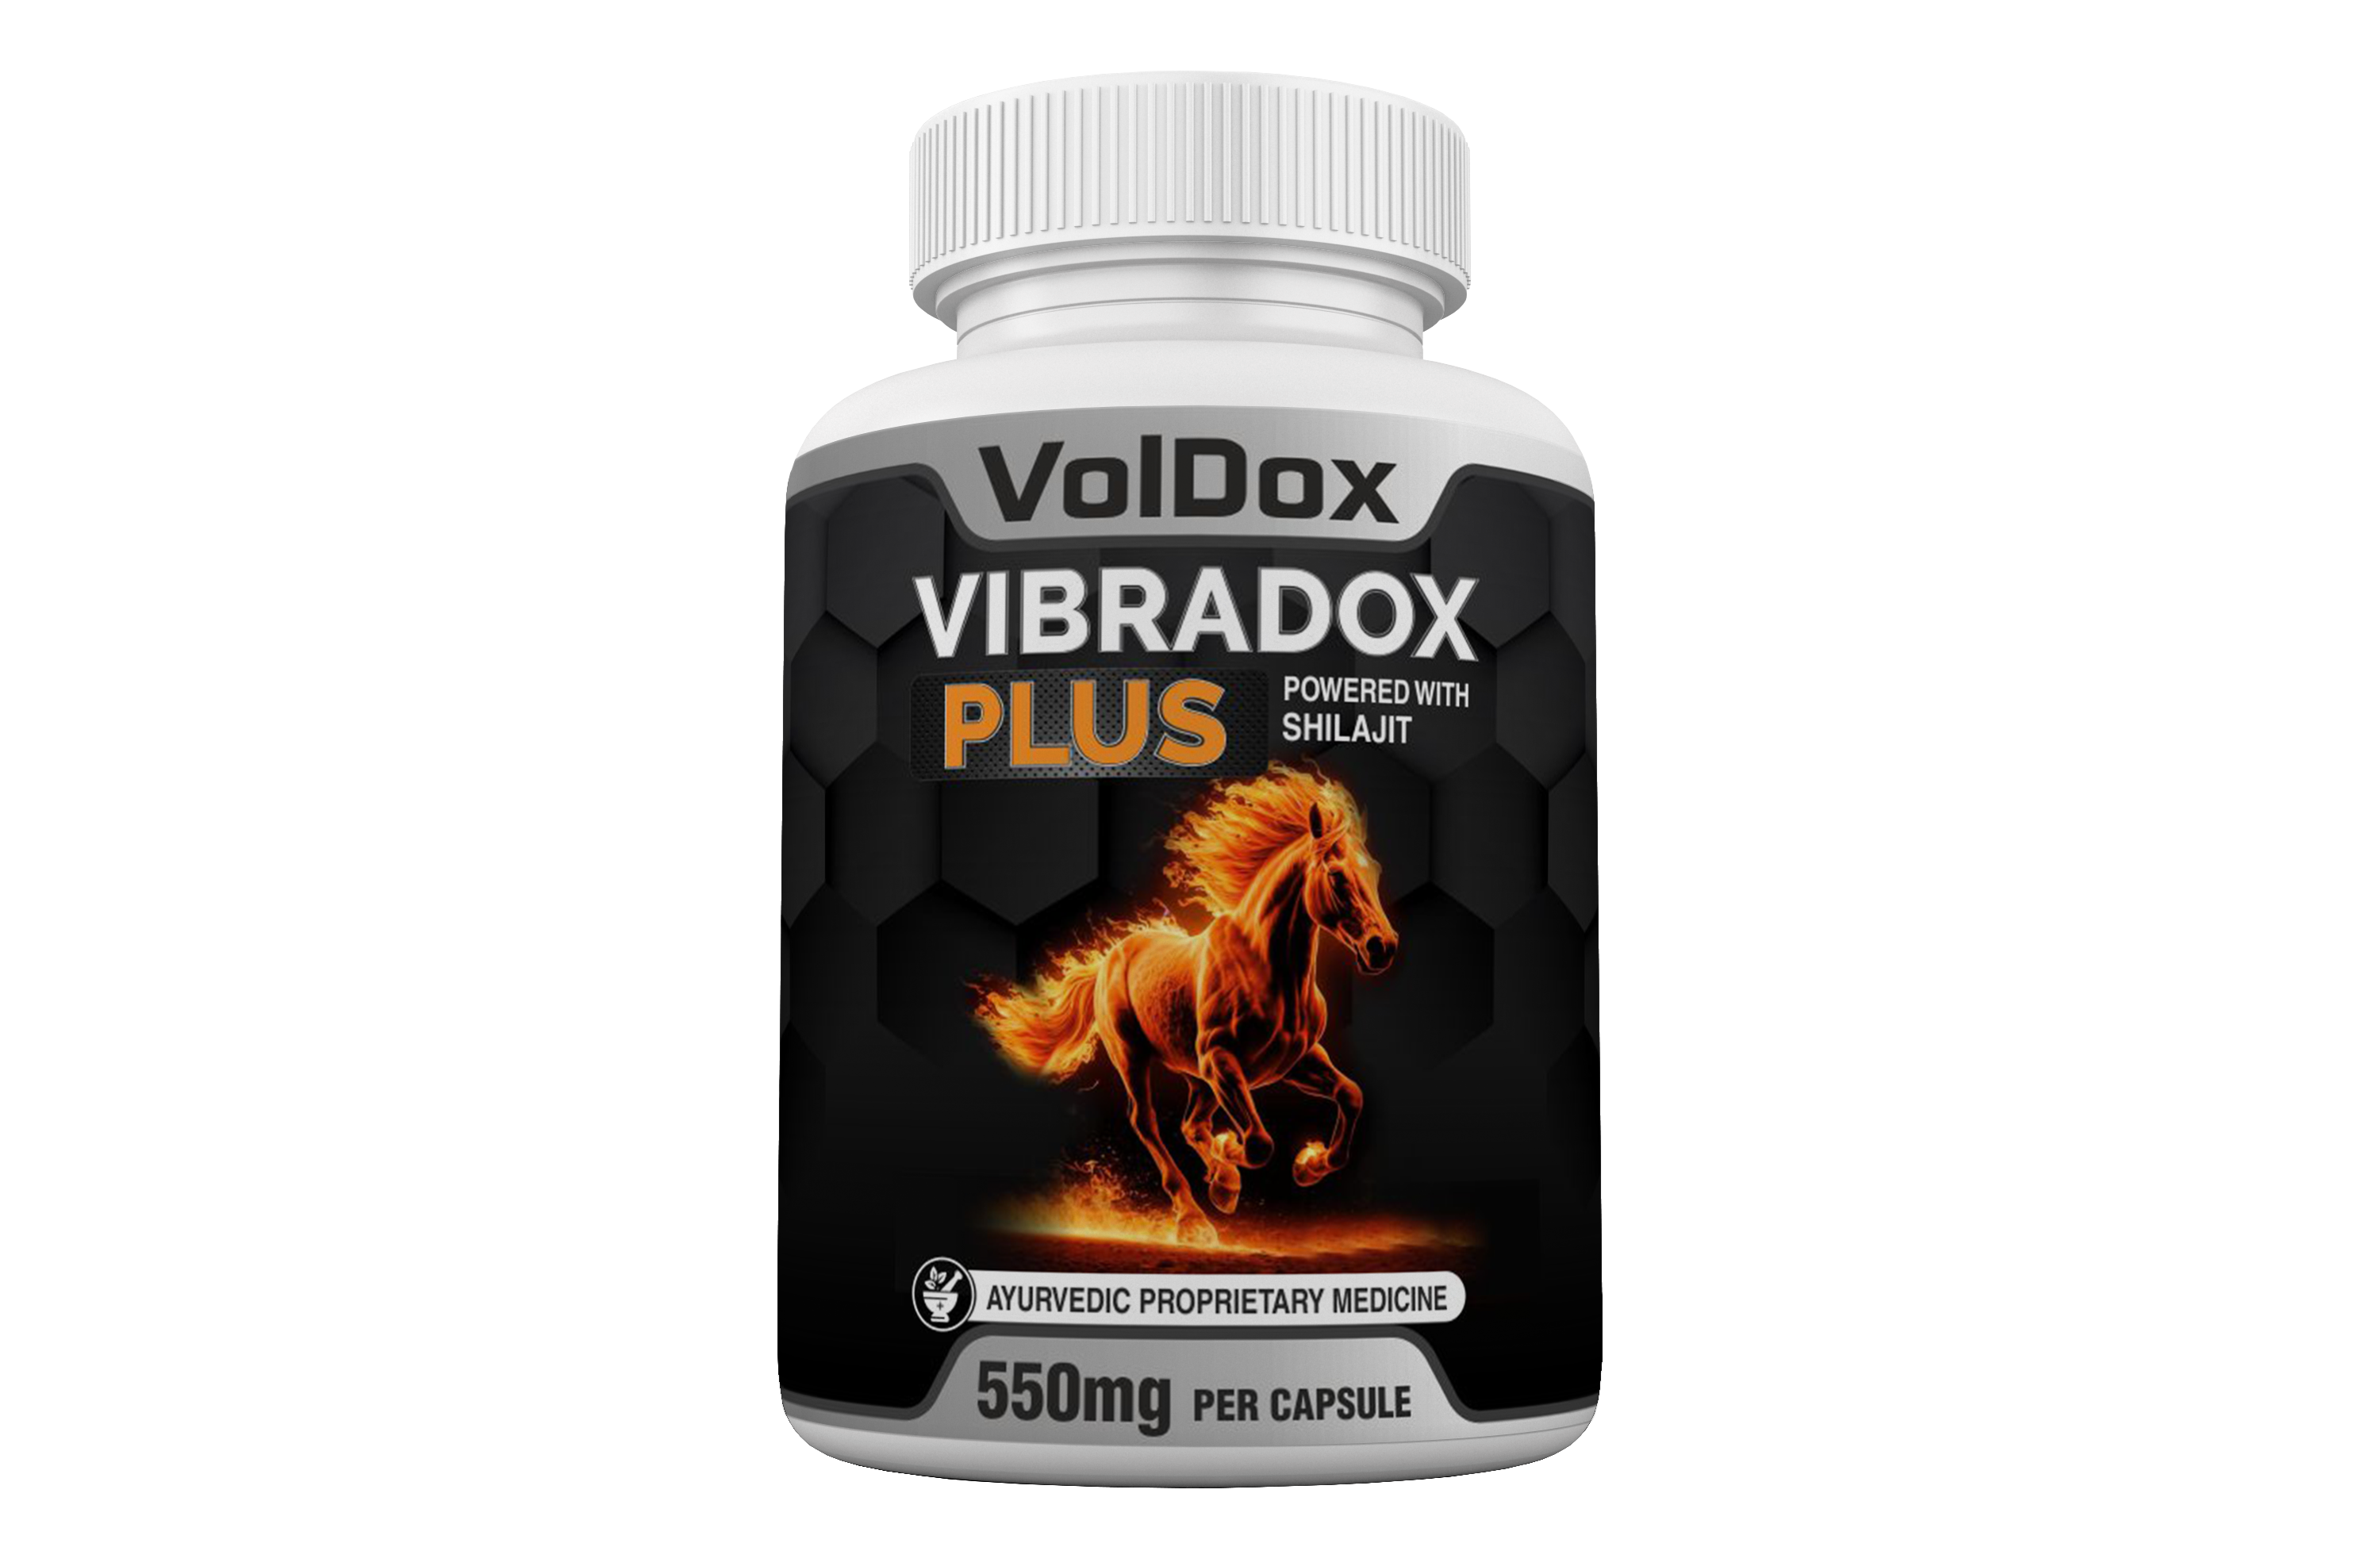 VolDox
VIBRADOX
PLUS
POWERED WITH
SHILAJIT
AYURVEDIC PROPRIETARY MEDICINE
550mg PER CAPSULE